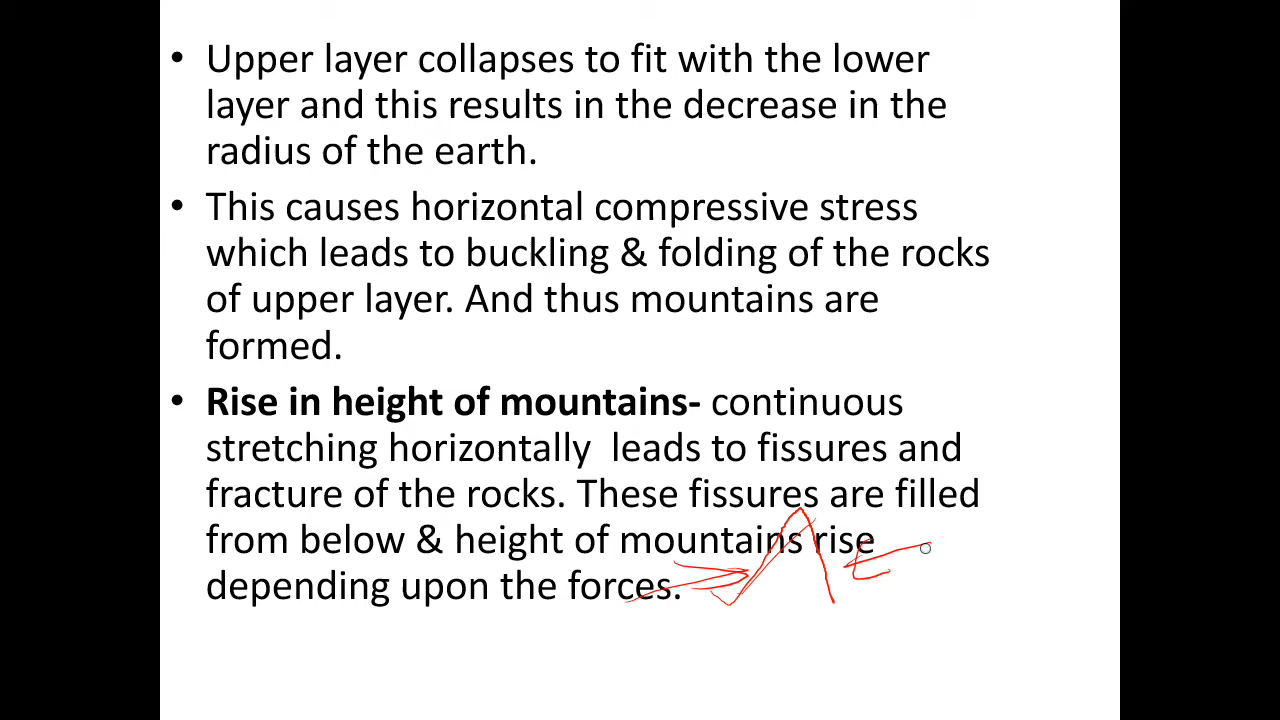 • Upper layer collapses to fit with the lower
layer and this results in the decrease in the
radius of the earth.
• This causes horizontal compressive stress
which leads to buckling & folding of the rocks
of upper layer. And thus mountains are
formed.
• Rise in height of mountains- continuous
stretching horizontally leads to fissures and
fracture of the rocks. These fissures are filled
from below & height of mountains rise
depending upon the forces.